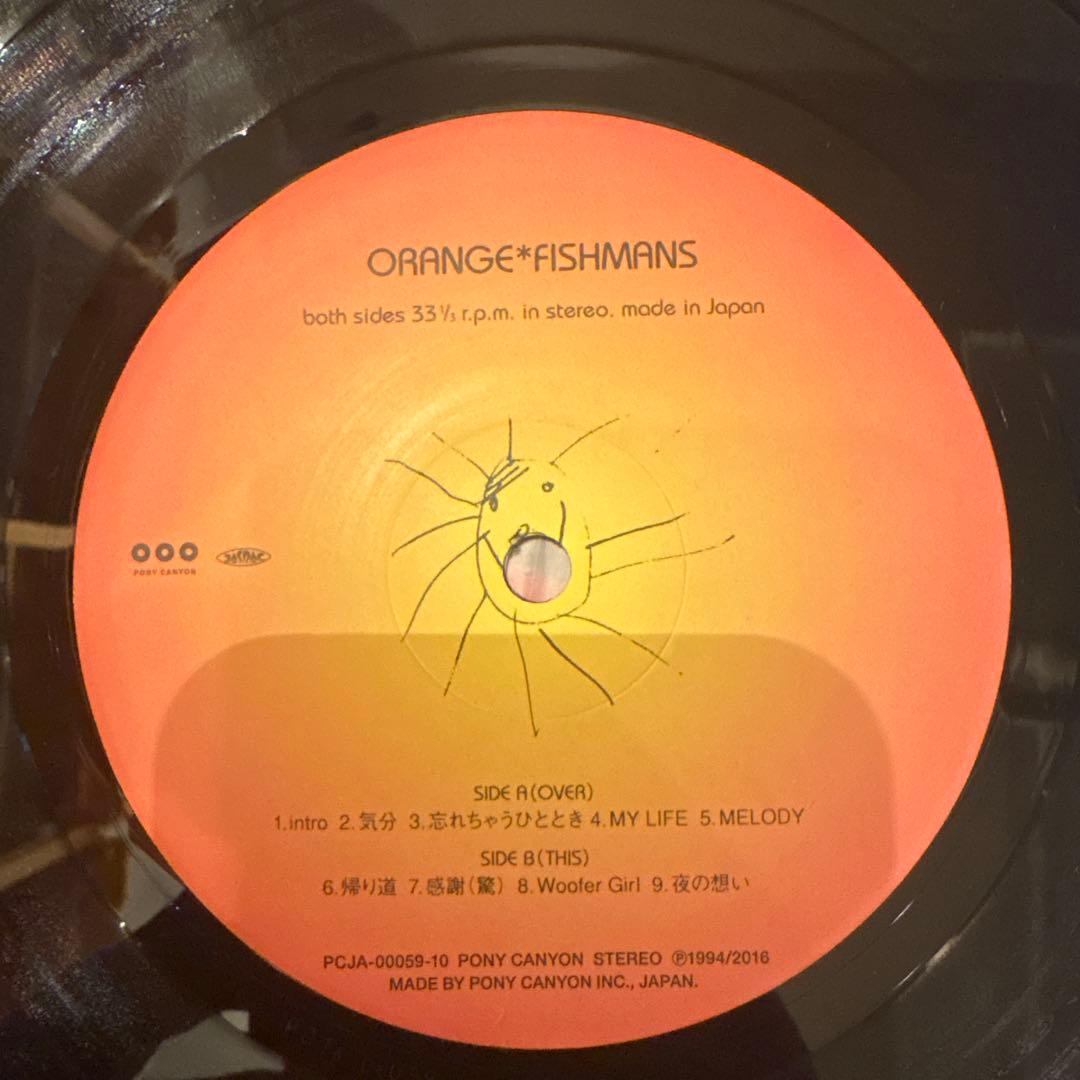 ORANGE*FISHMANS
both sides 33 1/3 r.p.m. in stereo. made in Japan
PONY CANYON
SIDE A (OVER)
1. intro 2. 気分 3. 忘れちゃうひととき 4. MY LIFE 5. MELODY
SIDE B (THIS)
6. 帰り道 7. 感謝(驚) 8. Woofer Girl 9. 夜の想い
PCJA-00059-10 PONY CANYON STEREO ℗1994/2016
MADE BY PONY CANYON INC., JAPAN.